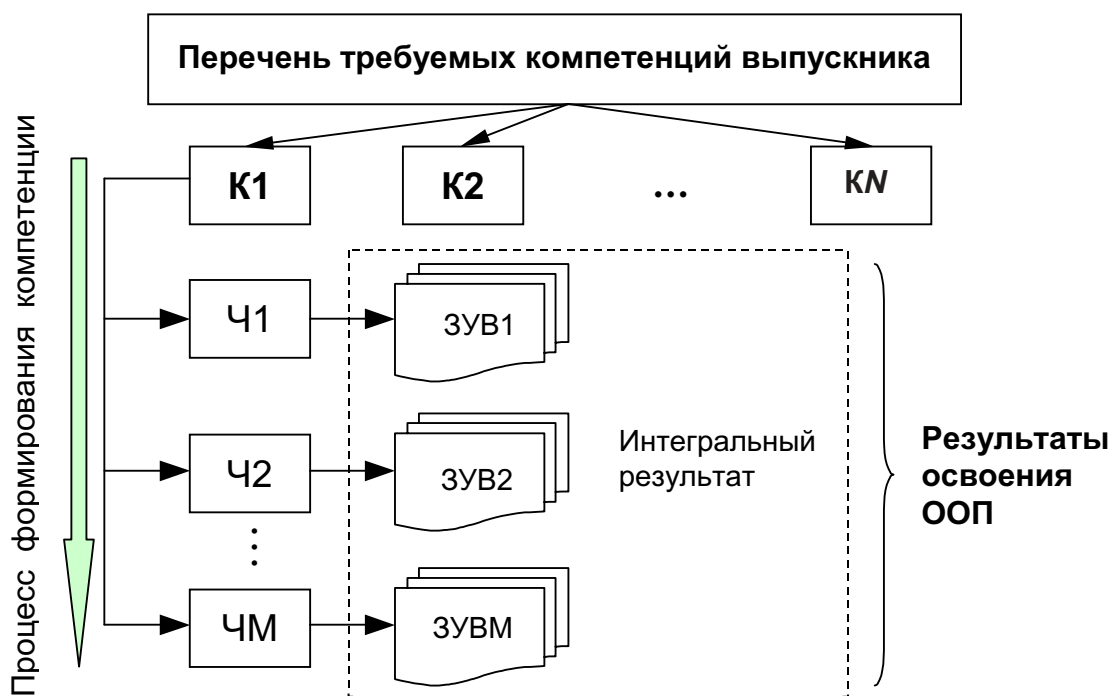 Перечень требуемых компетенций выпускника
Процесс формирования компетенции
К1
К2
...
КN
Ч1
ЗУВ1
Ч2
ЗУВ2
Интегральный
результат
Результаты
освоения
ООП
⋮
ЧМ
ЗУВМ